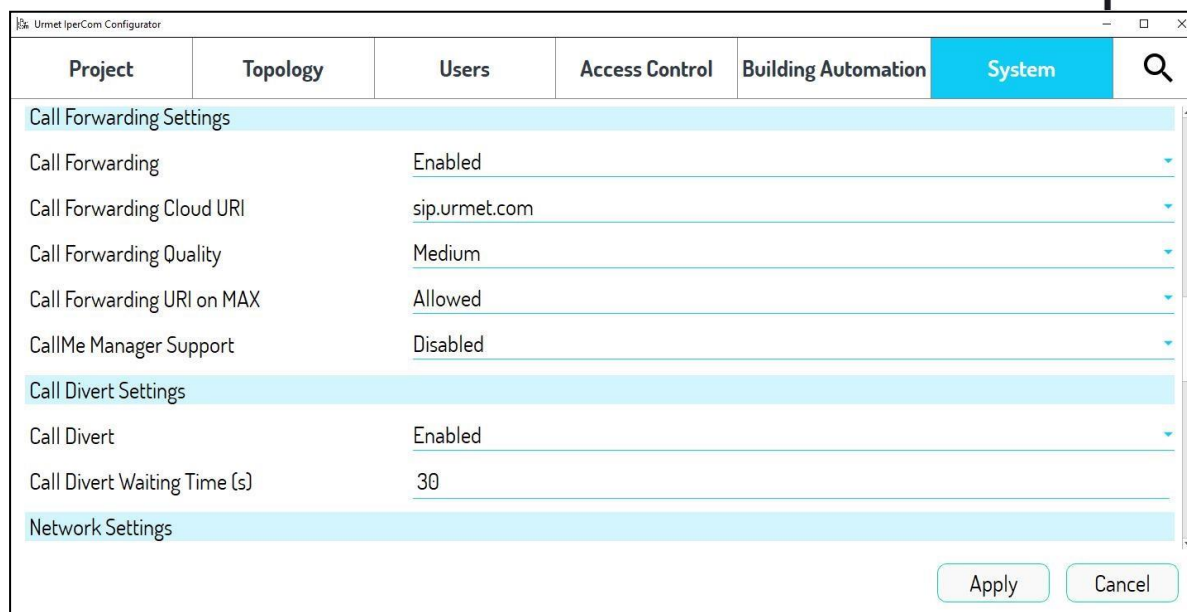 Urmet IperCom Configurator
Project Topology Users Access Control Building Automation System
Call Forwarding Settings
Call Forwarding Enabled
Call Forwarding Cloud URI sip.urmet.com
Call Forwarding Quality Medium
Call Forwarding URI on MAX Allowed
CallMe Manager Support Disabled
Call Divert Settings
Call Divert Enabled
Call Divert Waiting Time (s) 30
Network Settings
Apply Cancel